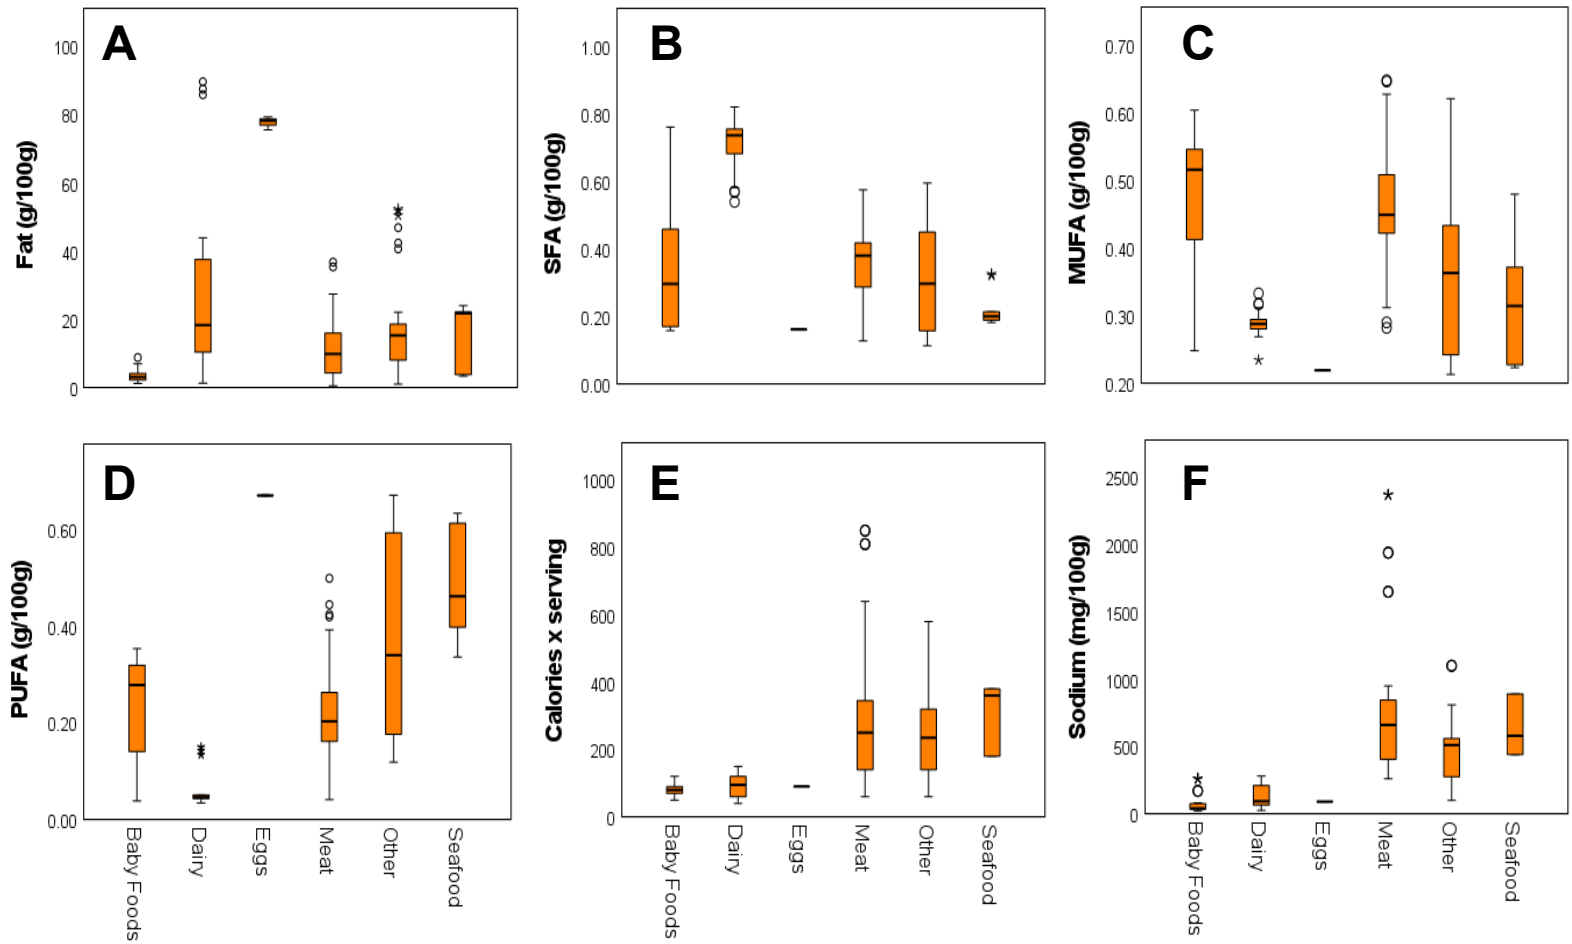 A
Fat (g/100g)
100
80
60
40
20
0
B
SFA (g/100g)
1.00
0.80
0.60
0.40
0.20
0.00
C
MUFA (g/100g)
0.70
0.60
0.50
0.40
0.30
0.20
D
PUFA (g/100g)
0.60
0.40
0.20
0.00
Baby Foods
Dairy
Eggs
Meat
Other
Seafood
E
Calories x serving
1000
800
600
400
200
0
Baby Foods
Dairy
Eggs
Meat
Other
Seafood
F
Sodium (mg/100g)
2500
2000
1500
1000
500
0
Baby Foods
Dairy
Eggs
Meat
Other
Seafood